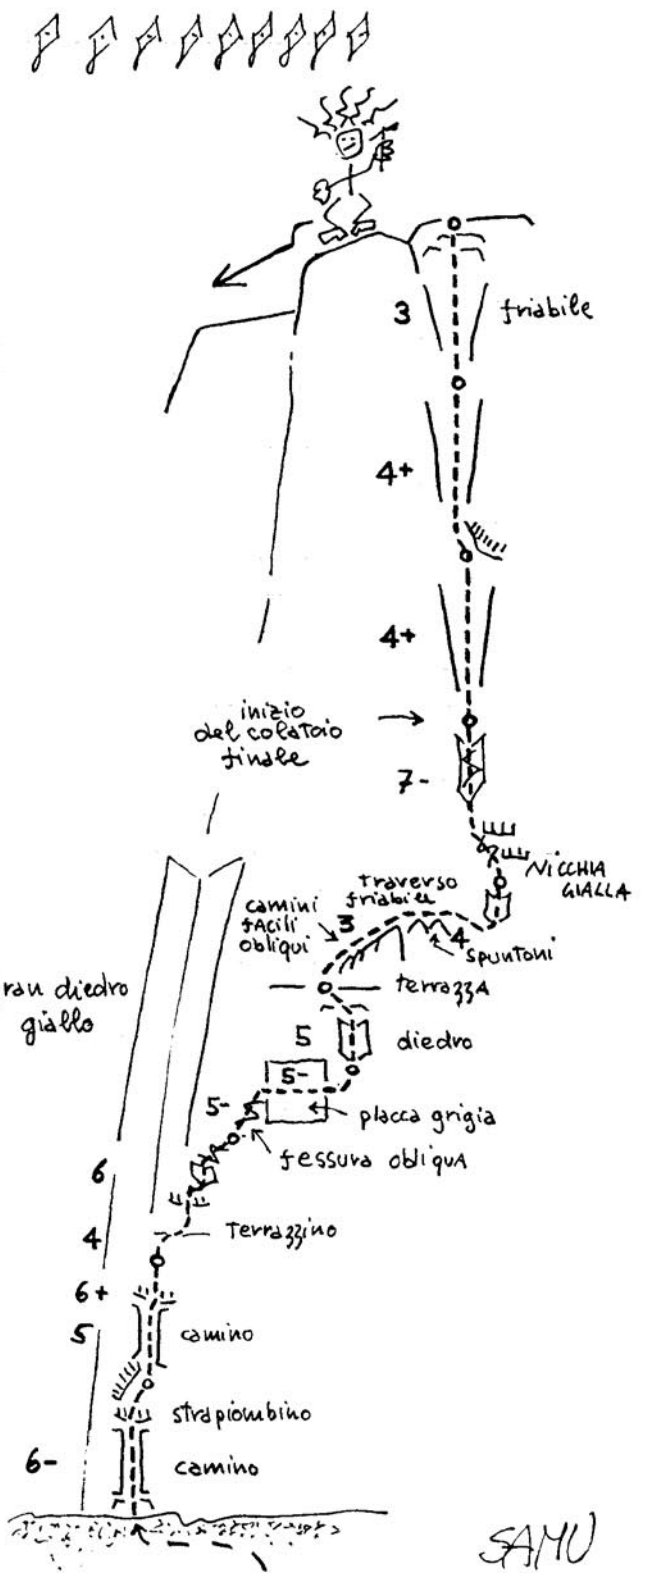 3 friabile
4+
4+
inizio
del colatoio
finale
7-
NICCHIA
GIALLA
traverso
friabile
camini
facili
obliqui
3
4
spuntoni
terrazza
ran diedro
giallo
5 diedro
5-
5-
placca grigia
fessura obliqua
6
4 terrazzino
6+
5 camino
strapiombino
6- camino
SAMU